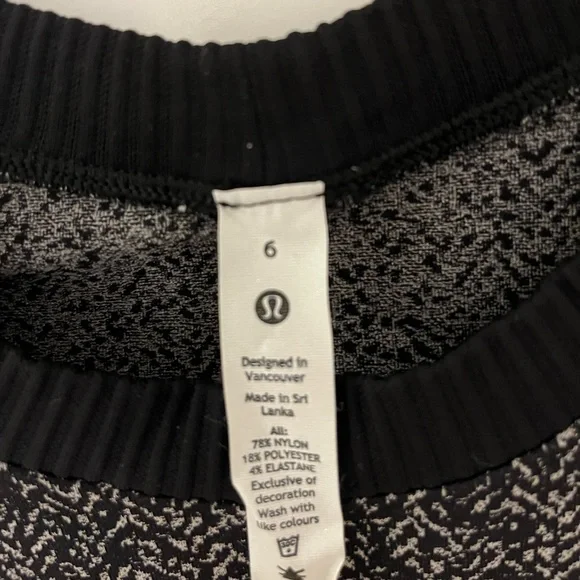 6
Designed in
Vancouver
Made in Sri
Lanka
All:
78% NYLON
18% POLYESTER
4% ELASTANE
Exclusive of
decoration
Wash with
like colours